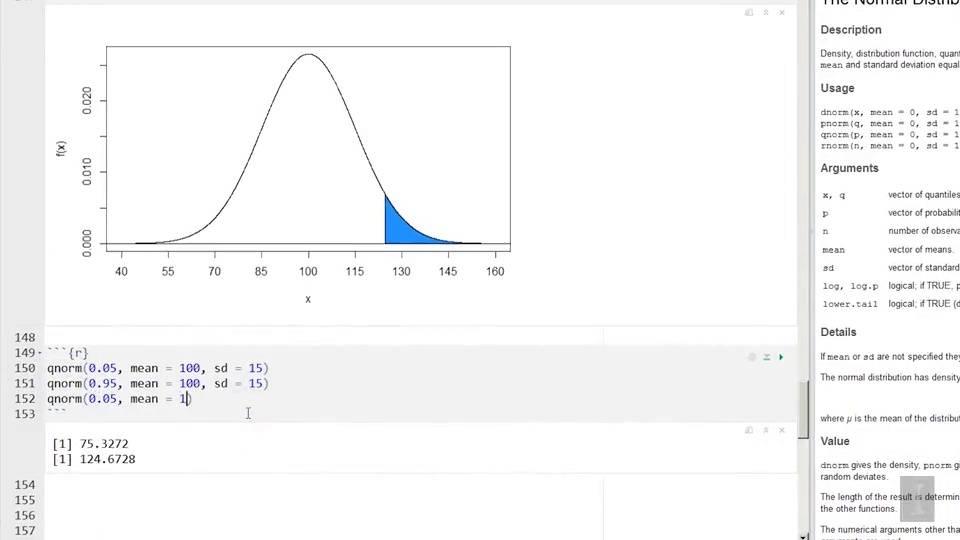 The Normal Distrib
Description
Density, distribution function, quan
mean and standard deviation equal
Usage
dnorm(x, mean = 0, sd = 1
pnorm(q, mean = 0, sd = 1
qnorm(p, mean = 0, sd = 1
rnorm(n, mean = 0, sd = 1
Arguments
x, q vector of quantiles
p vector of probabilit
n number of observa
mean vector of means.
sd vector of standard
log, log.p logical; if TRUE, p
lower.tail logical; if TRUE (d
Details
If mean or sd are not specified they
The normal distribution has density
where μ is the mean of the distribut
Value
dnorm gives the density, pnorm gi
random deviates.
The length of the result is determin
the other functions.
The numerical arguments other tha
f(x)
0.020
0.010
0.000
40 55 70 85 100 115 130 145 160
x
148
149 ```{r}
150 qnorm(0.05, mean = 100, sd = 15)
151 qnorm(0.95, mean = 100, sd = 15)
152 qnorm(0.05, mean = 1)
153 ```
[1] 75.3272
[1] 124.6728
154
155
156
157